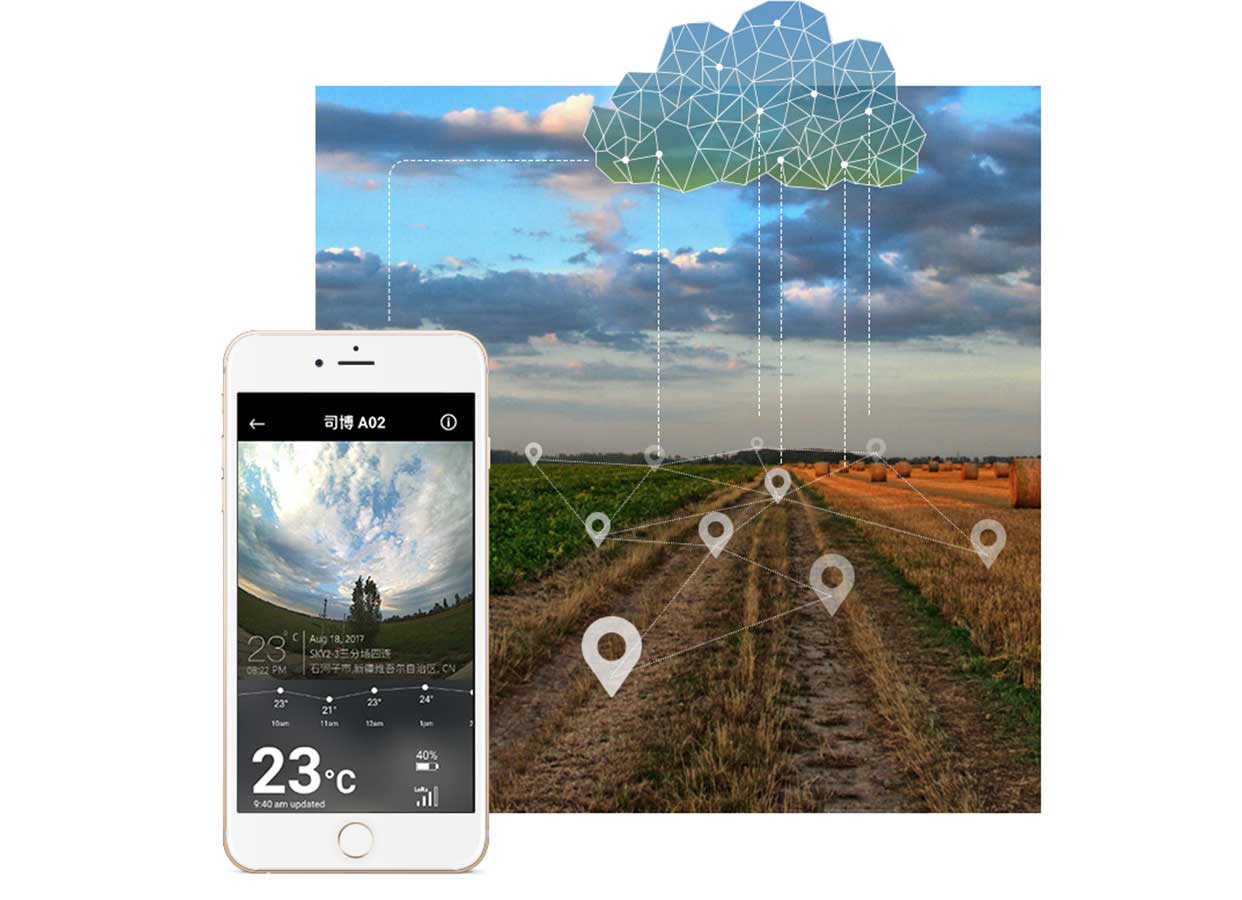 司博 A02
23°C
Aug 18, 2017
SKY2-3三分场四连
08:22 PM
石河子市,新疆维吾尔自治区, CN
23° 21° 23° 24°
10am 11am 12am 1pm 2
23°C
40%
LoRa
9:40 am updated